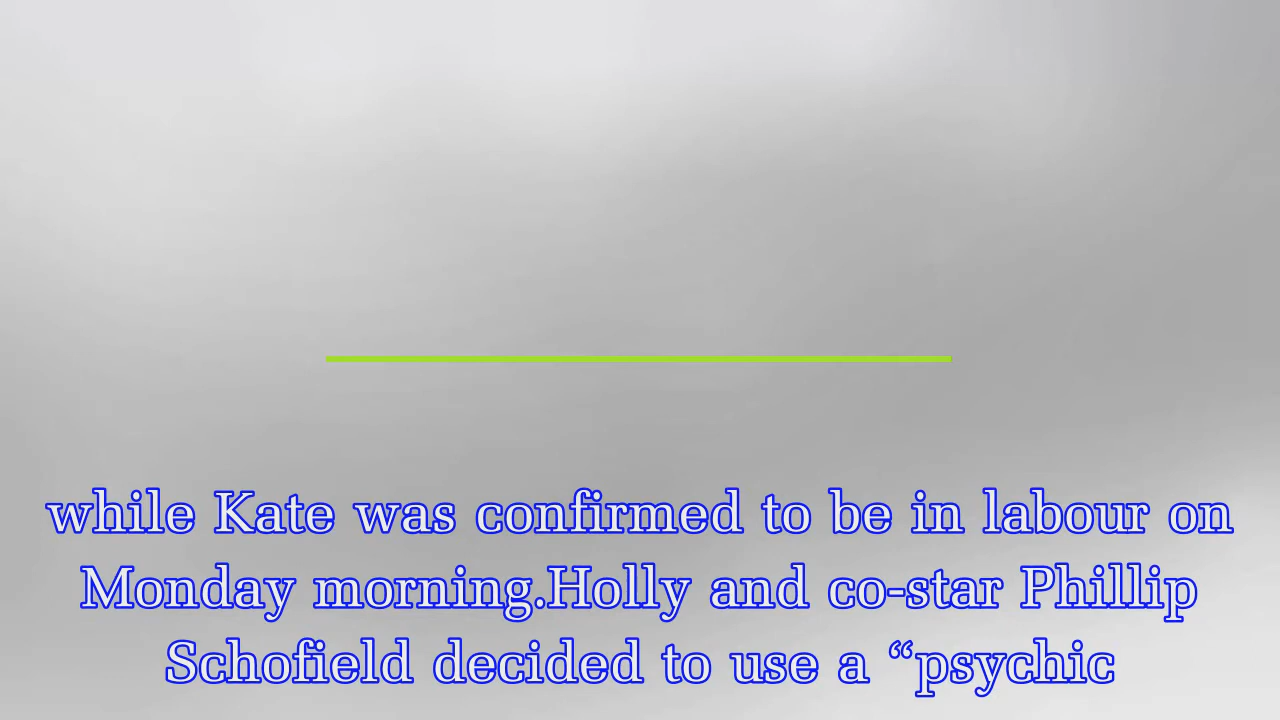 while Kate was confirmed to be in labour on
Monday morning.Holly and co-star Phillip
Schofield decided to use a “psychic